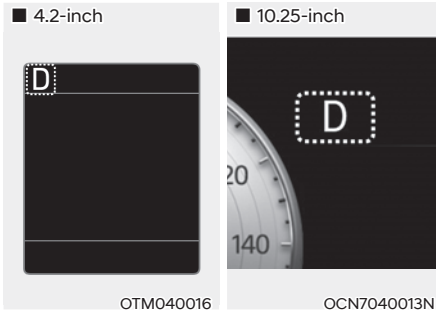 ■ 4.2-inch
D
OTM040016
■ 10.25-inch
D
20
140
OCN7040013N